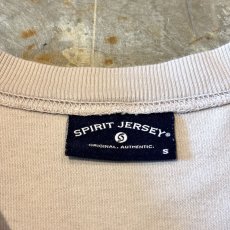 SPIRIT JERSEY®
S
ORIGINAL. AUTHENTIC.
S